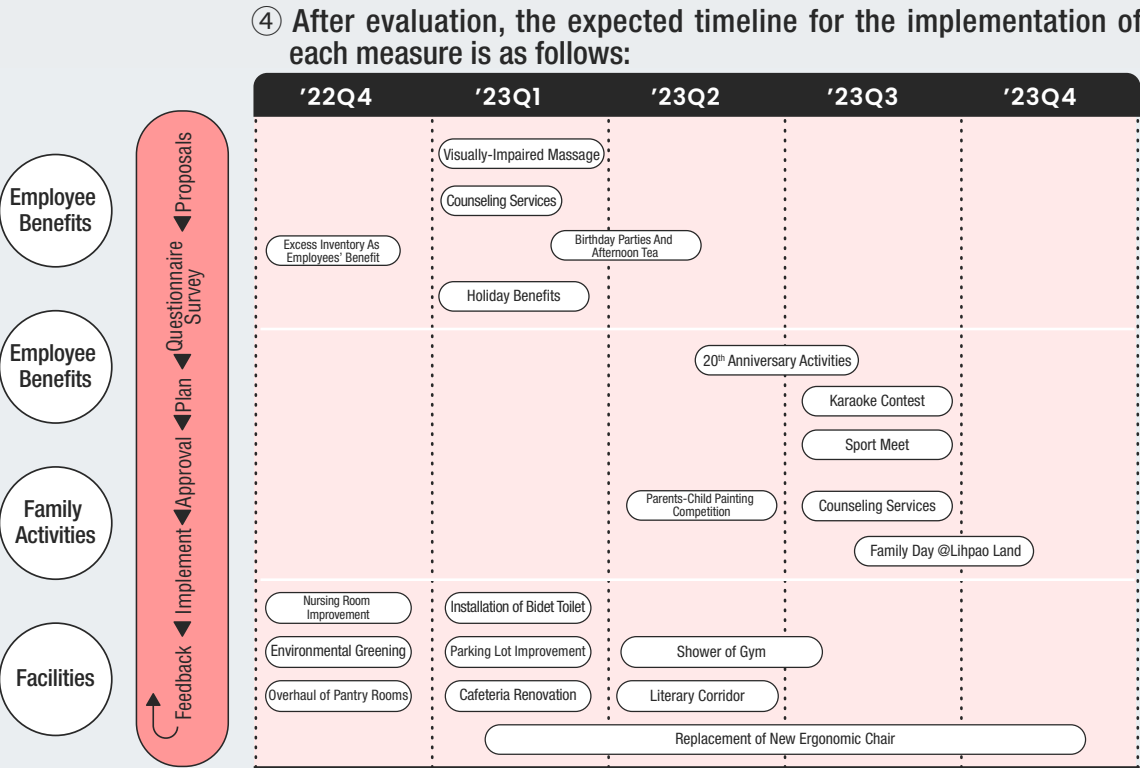 ④ After evaluation, the expected timeline for the implementation of
each measure is as follows:
’22Q4 ’23Q1 ’23Q2 ’23Q3 ’23Q4
Proposals
Questionnaire
Survey
Plan
Approval
Implement
Feedback
Employee
Benefits
Visually-Impaired Massage
Counseling Services
Excess Inventory As
Employees’ Benefit
Birthday Parties And
Afternoon Tea
Holiday Benefits
Employee
Benefits
20th Anniversary Activities
Karaoke Contest
Sport Meet
Family
Activities
Parents-Child Painting
Competition
Counseling Services
Family Day @Lihpao Land
Facilities
Nursing Room
Improvement
Installation of Bidet Toilet
Environmental Greening
Parking Lot Improvement
Shower of Gym
Overhaul of Pantry Rooms
Cafeteria Renovation
Literary Corridor
Replacement of New Ergonomic Chair